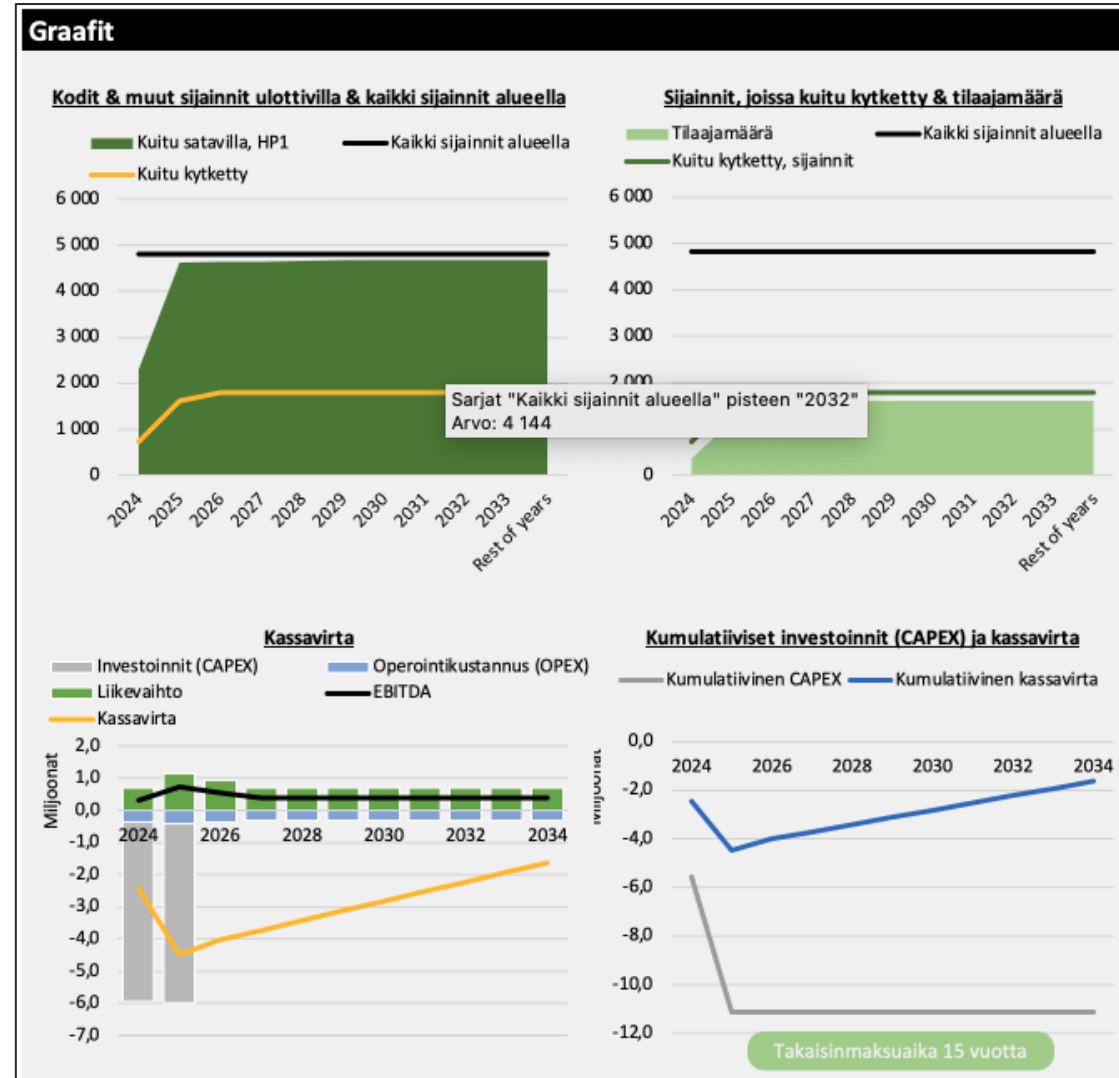 Graafit
Kodit & muut sijainnit ulottivilla & kaikki sijainnit alueella
Kuitu satavilla, HP1
Kaikki sijainnit alueella
Kuitu kytketty
6 000
5 000
4 000
3 000
2 000
1 000
0
2024
2025
2026
2027
2028
2029
2030
2031
2032
2033
Rest of years
Sijainnit, joissa kuitu kytketty & tilaajamäärä
Tilaajamäärä
Kaikki sijainnit alueella
Kuitu kytketty, sijainnit
6 000
5 000
4 000
3 000
2 000
0
2024
2025
2026
2027
2028
2029
2030
2031
2032
2033
Rest of years
Sarjat "Kaikki sijainnit alueella" pisteen "2032"
Arvo: 4 144
Kassavirta
Investoinnit (CAPEX)
Operointikustannus (OPEX)
Liikevaihto
EBITDA
Kassavirta
Miljoonat
2,0
1,0
0,0
-1,0
-2,0
-3,0
-4,0
-5,0
-6,0
-7,0
2024
2026
2028
2030
2032
2034
Kumulatiiviset investoinnit (CAPEX) ja kassavirta
Kumulatiivinen CAPEX
Kumulatiivinen kassavirta
Miljoonat
0,0
-2,0
-4,0
-6,0
-8,0
-10,0
-12,0
2024
2026
2028
2030
2032
2034
Takaisinmaksuaika 15 vuotta